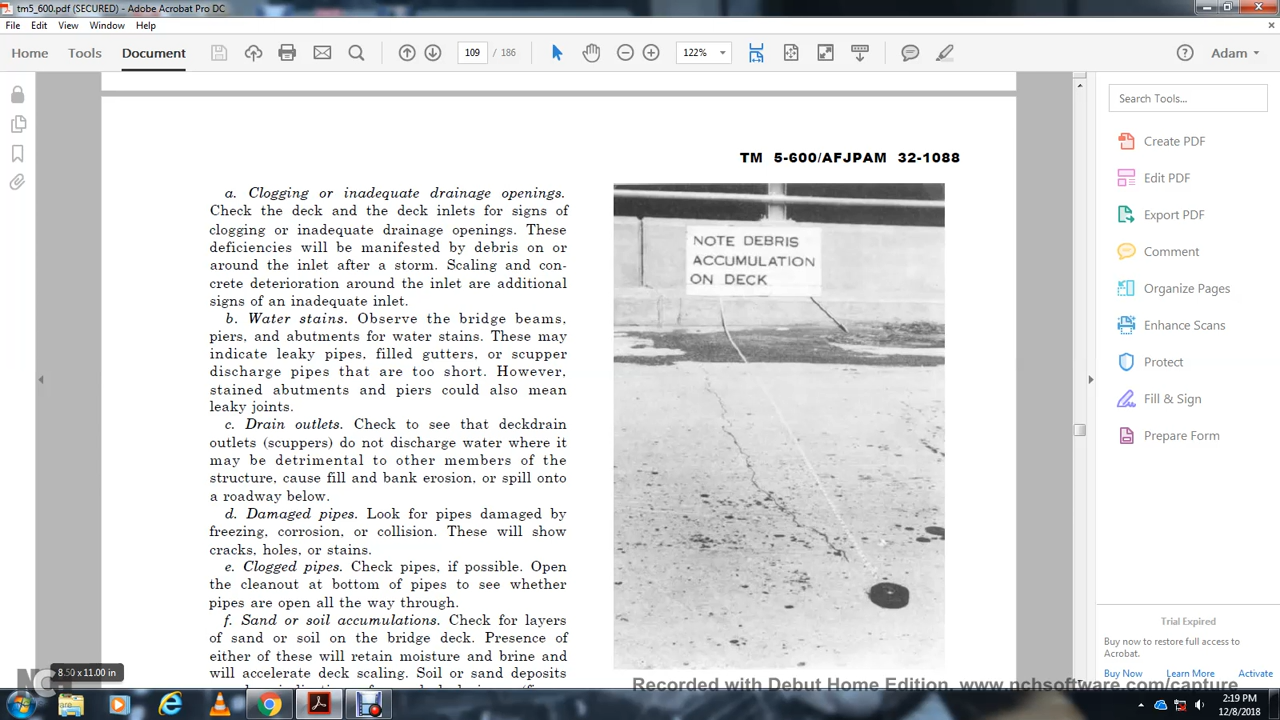 tm5_600.pdf (SECURED) - Adobe Acrobat Pro DC
File Edit View Window Help
Home Tools Document 109 / 186 122% Adam
TM 5-600/AFJPAM 32-1088
a. Clogging or inadequate drainage openings.
Check the deck and the deck inlets for signs of
clogging or inadequate drainage openings. These
deficiencies will be manifested by debris on or
around the inlet after a storm. Scaling and con-
crete deterioration around the inlet are additional
signs of an inadequate inlet.
b. Water stains. Observe the bridge beams,
piers, and abutments for water stains. These may
indicate leaky pipes, filled gutters, or scupper
discharge pipes that are too short. However,
stained abutments and piers could also mean
leaky joints.
c. Drain outlets. Check to see that deckdrain
outlets (scuppers) do not discharge water where it
may be detrimental to other members of the
structure, cause fill and bank erosion, or spill onto
a roadway below.
d. Damaged pipes. Look for pipes damaged by
freezing, corrosion, or collision. These will show
cracks, holes, or stains.
e. Clogged pipes. Check pipes, if possible. Open
the cleanout at bottom of pipes to see whether
pipes are open all the way through.
f. Sand or soil accumulations. Check for layers
of sand or soil on the bridge deck. Presence of
either of these will retain moisture and brine and
will accelerate deck scaling. Soil or sand deposits
NOTE DEBRIS
ACCUMULATION
ON DECK
Search Tools...
Create PDF
Edit PDF
Export PDF
Comment
Organize Pages
Enhance Scans
Protect
Fill & Sign
Prepare Form
Trial Expired
Buy now to restore full access to
Acrobat.
Buy Now Learn More Activate
8.50 x 11.00 in
NCH
Recorded with Debut Home Edition. www.nchsoftware.com/capture
2:19 PM
12/8/2018